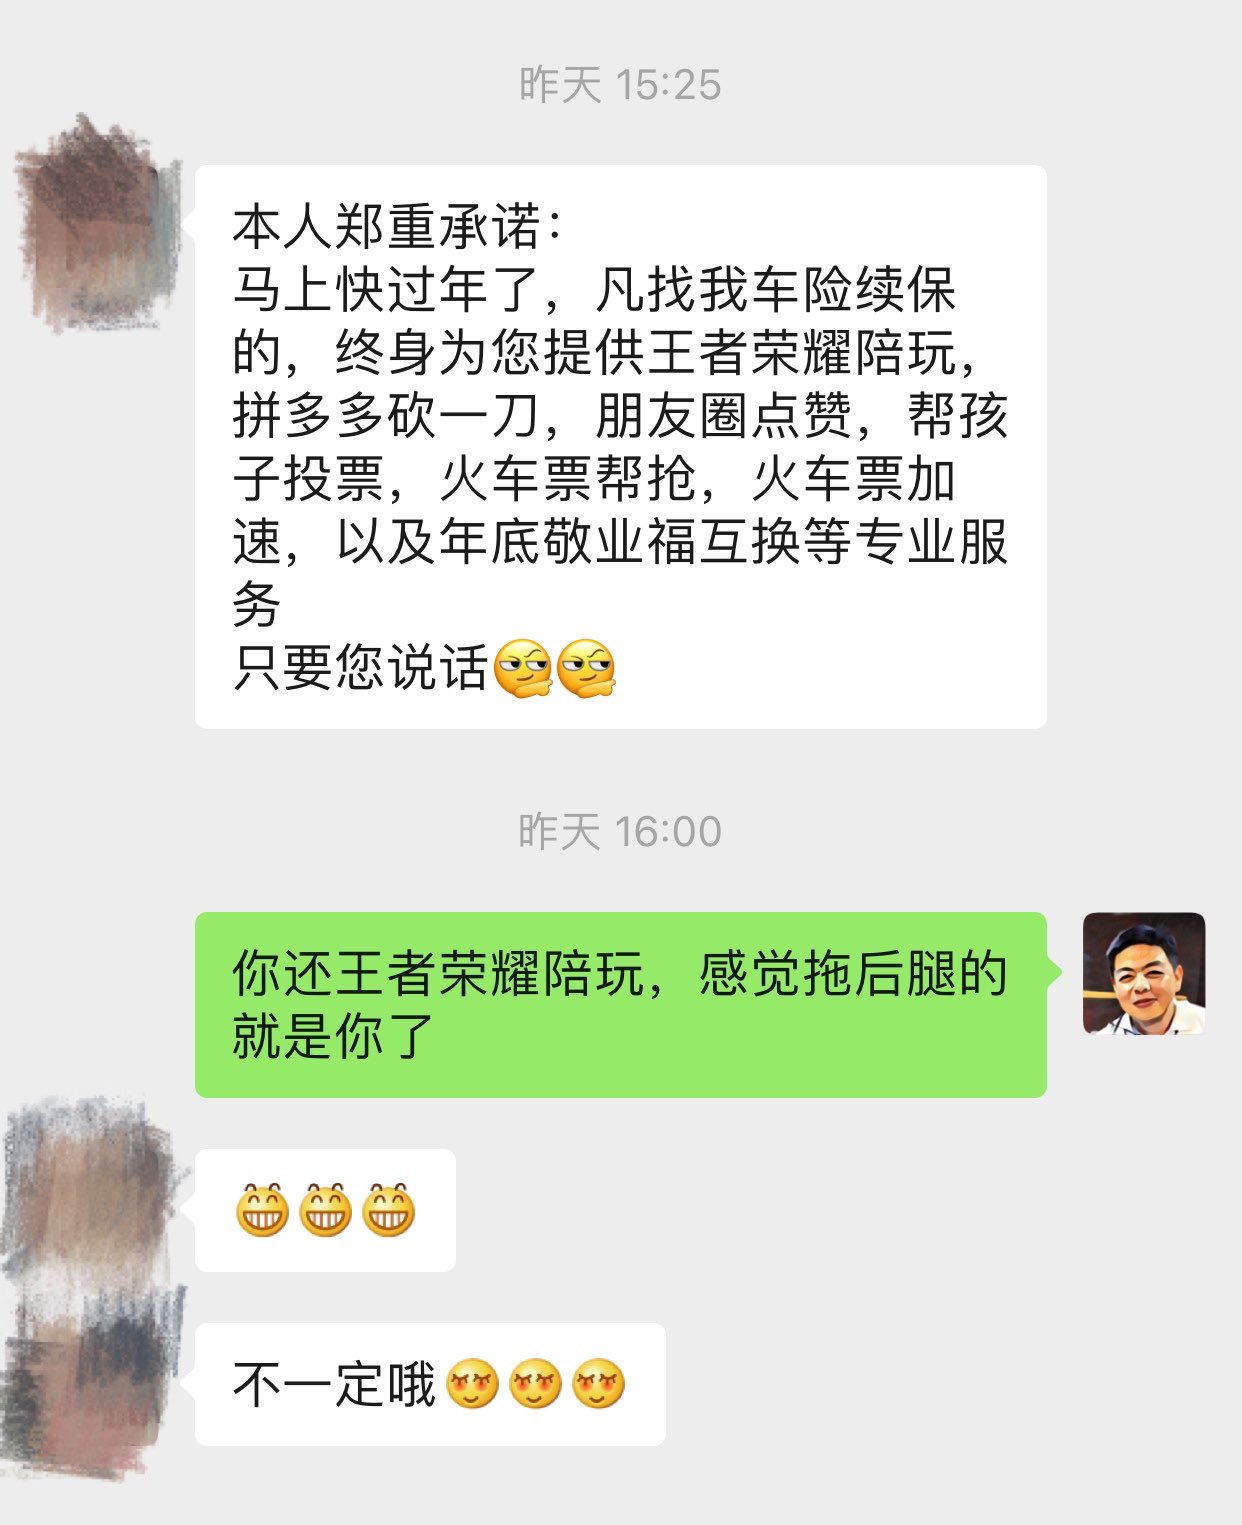 昨天 15:25
本人郑重承诺：
马上快过年了，凡找我车险续保
的，终身为您提供王者荣耀陪玩，
拼多多砍一刀，朋友圈点赞，帮孩
子投票，火车票帮抢，火车票加
速，以及年底敬业福互换等专业服
务
只要您说话
昨天 16:00
你还王者荣耀陪玩，感觉拖后腿的
就是你了
不一定哦